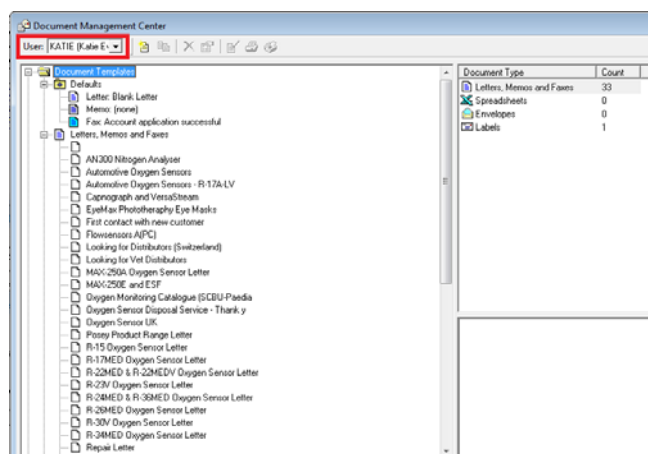 Document Management Center
User: KATIE (Katie E
Document Templates
Defaults
Letter: Blank Letter
Memo: (none)
Fax: Account application successful
Letters, Memos and Faxes
AN300 Nitrogen Analyser
Automotive Oxygen Sensors
Automotive Oxygen Sensors - R-17A-LV
Capnograph and VersaStream
EyeMax Phototheraphy Eye Masks
First contact with new customer
Flowsensors A(PC)
Looking for Distributors (Switzerland)
Looking for Vet Distributors
MAX-250A Oxygen Sensor Letter
MAX-250E and ESF
Oxygen Monitoring Catalogue (SCBU-Paedia
Oxygen Sensor Disposal Service - Thank y
Oxygen Sensor UK
Posey Product Range Letter
R-15 Oxygen Sensor Letter
R-17MED Oxygen Sensor Letter
R-22MED & R-22MEDV Oxygen Sensor Letter
R-23V Oxygen Sensor Letter
R-24MED & R-36MED Oxygen Sensor Letter
R-26MED Oxygen Sensor Letter
R-30V Oxygen Sensor Letter
R-34MED Oxygen Sensor Letter
Repair Letter
Document Type Count
Letters, Memos and Faxes 33
Spreadsheets 0
Envelopes 0
Labels 1